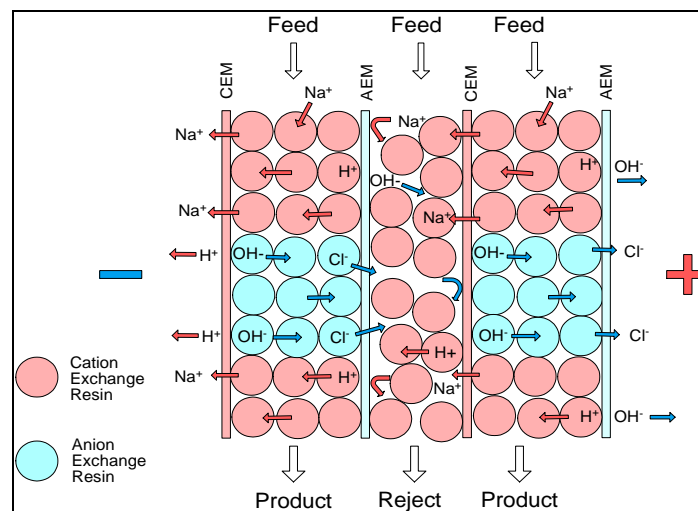 Feed
Feed
Feed
CEM
AEM
CEM
AEM
Na⁺
Na⁺
Na⁺
Na⁺
H⁺
H⁺
OH⁻
OH-
Na⁺
Na⁺
H⁺
OH-
Cl⁻
OH-
Cl⁻
H⁺
OH⁻
Cl⁻
OH⁻
Cl⁻
H+
Na⁺
H⁺
Na⁺
H⁺
OH⁻
Cation
Exchange
Resin
Anion
Exchange
Resin
Product
Reject
Product